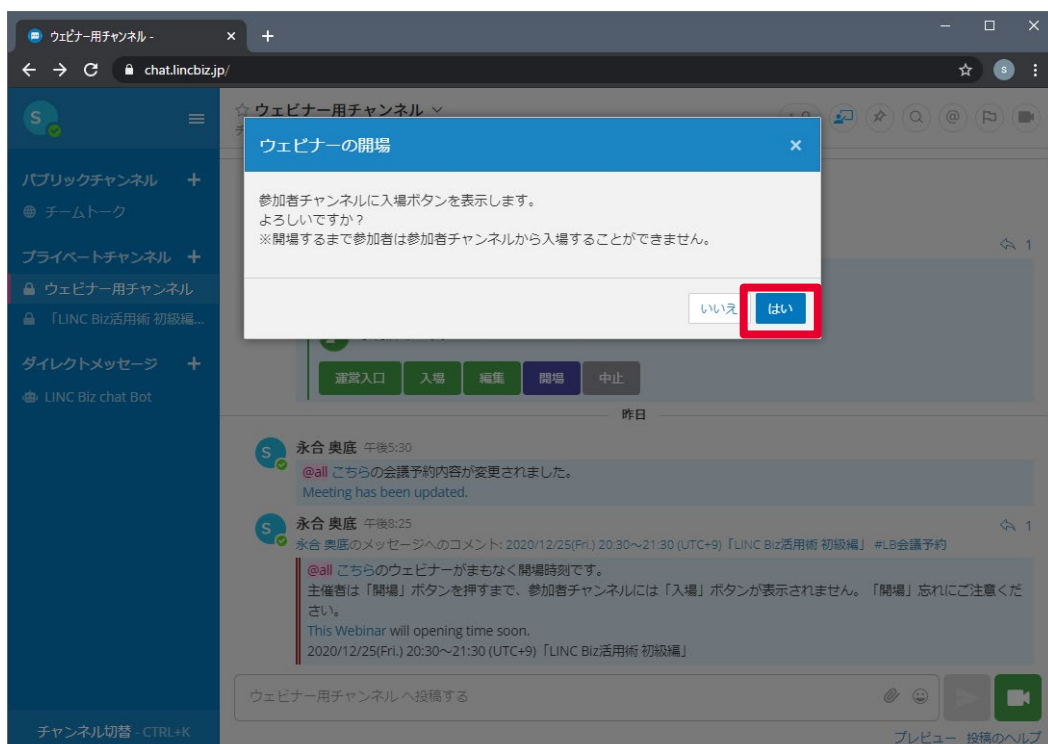 ウェビナー用チャンネル -
chat.lincbiz.jp/
S
S
ウェビナー用チャンネル
ウェビナーの開場
参加者チャンネルに入場ボタンを表示します。
よろしいですか？
※開場するまで参加者は参加者チャンネルから入場することができません。
いいえ
はい
パブリックチャンネル
チームトーク
プライベートチャンネル
ウェビナー用チャンネル
「LINC Biz活用術 初級編...
ダイレクトメッセージ
LINC Biz chat Bot
チャンネル切替 - CTRL+K
1
運営入口 入場 編集 開場 中止
昨日
S
永合 奥底 午後5:30
@all こちらの会議予約内容が変更されました。
Meeting has been updated.
S
永合 奥底 午後8:25
1
永合 奥底のメッセージへのコメント: 2020/12/25(Fri.) 20:30～21:30 (UTC+9)「LINC Biz活用術 初級編」 #LB会議予約
@all こちらのウェビナーがまもなく開場時刻です。
主催者は「開場」ボタンを押すまで、参加者チャンネルには「入場」ボタンが表示されません。「開場」忘れにご注意くだ
さい。
This Webinar will opening time soon.
2020/12/25(Fri.) 20:30～21:30 (UTC+9)「LINC Biz活用術 初級編」
ウェビナー用チャンネル へ投稿する
プレビュー 投稿のヘルプ